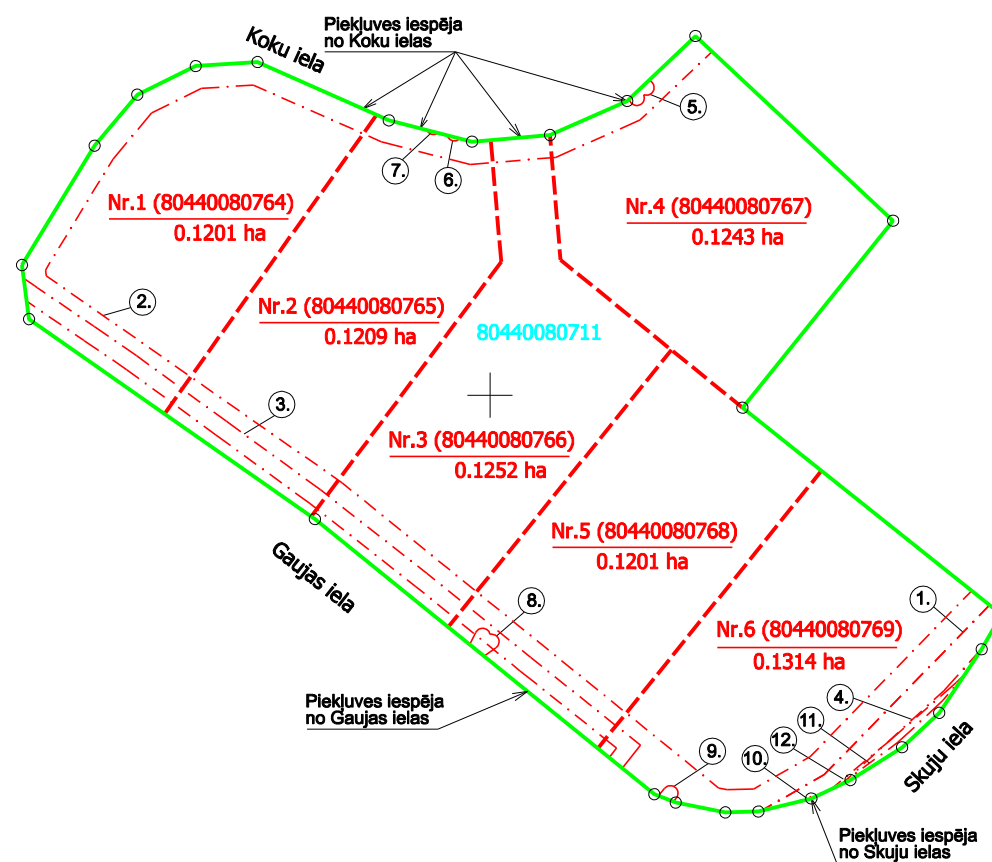 Piekļuves iespēja
no Koku ielas
Koku iela
5.
7.
6.
Nr.1 (80440080764)
0.1201 ha
Nr.4 (80440080767)
0.1243 ha
2.
Nr.2 (80440080765)
0.1209 ha
80440080711
3.
Nr.3 (80440080766)
0.1252 ha
Nr.5 (80440080768)
0.1201 ha
Gaujas iela
8.
1.
Nr.6 (80440080769)
0.1314 ha
Piekļuves iespēja
no Gaujas ielas
4.
11.
12.
9.
10.
Skuju iela
Piekļuves iespēja
no Skuju ielas